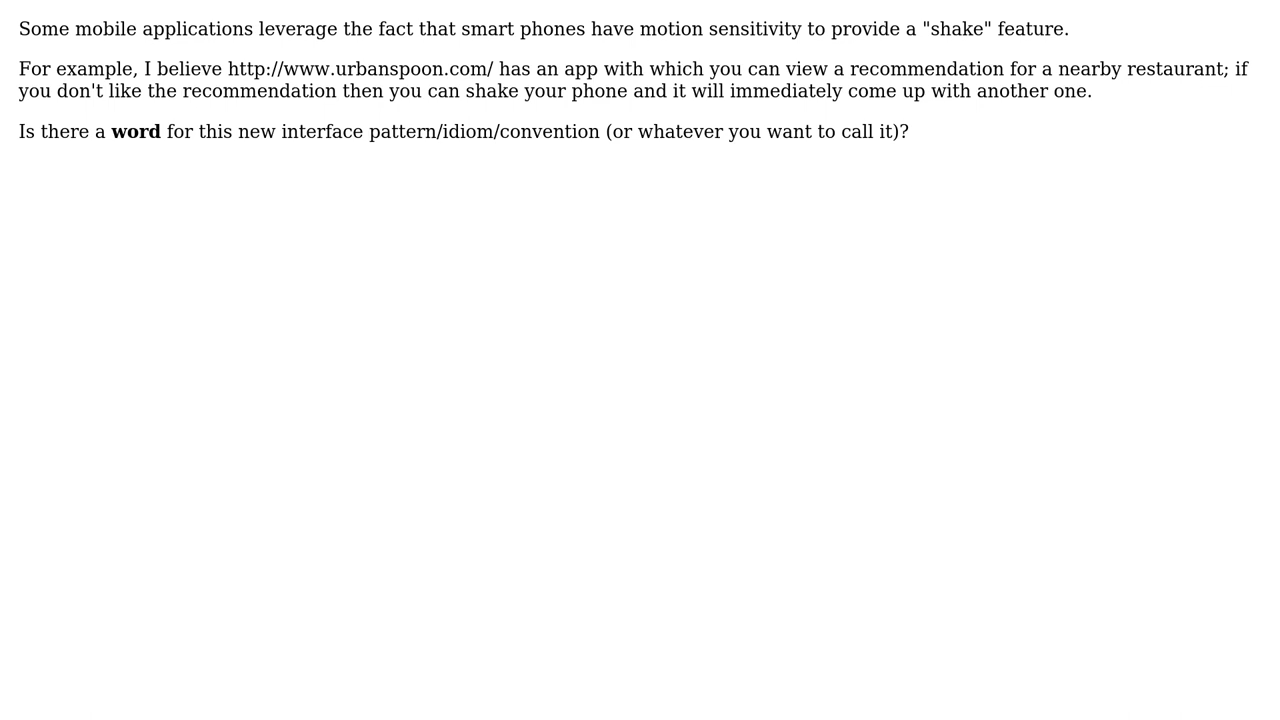 Some mobile applications leverage the fact that smart phones have motion sensitivity to provide a "shake" feature.
For example, I believe http://www.urbanspoon.com/ has an app with which you can view a recommendation for a nearby restaurant; if
you don't like the recommendation then you can shake your phone and it will immediately come up with another one.
Is there a word for this new interface pattern/idiom/convention (or whatever you want to call it)?